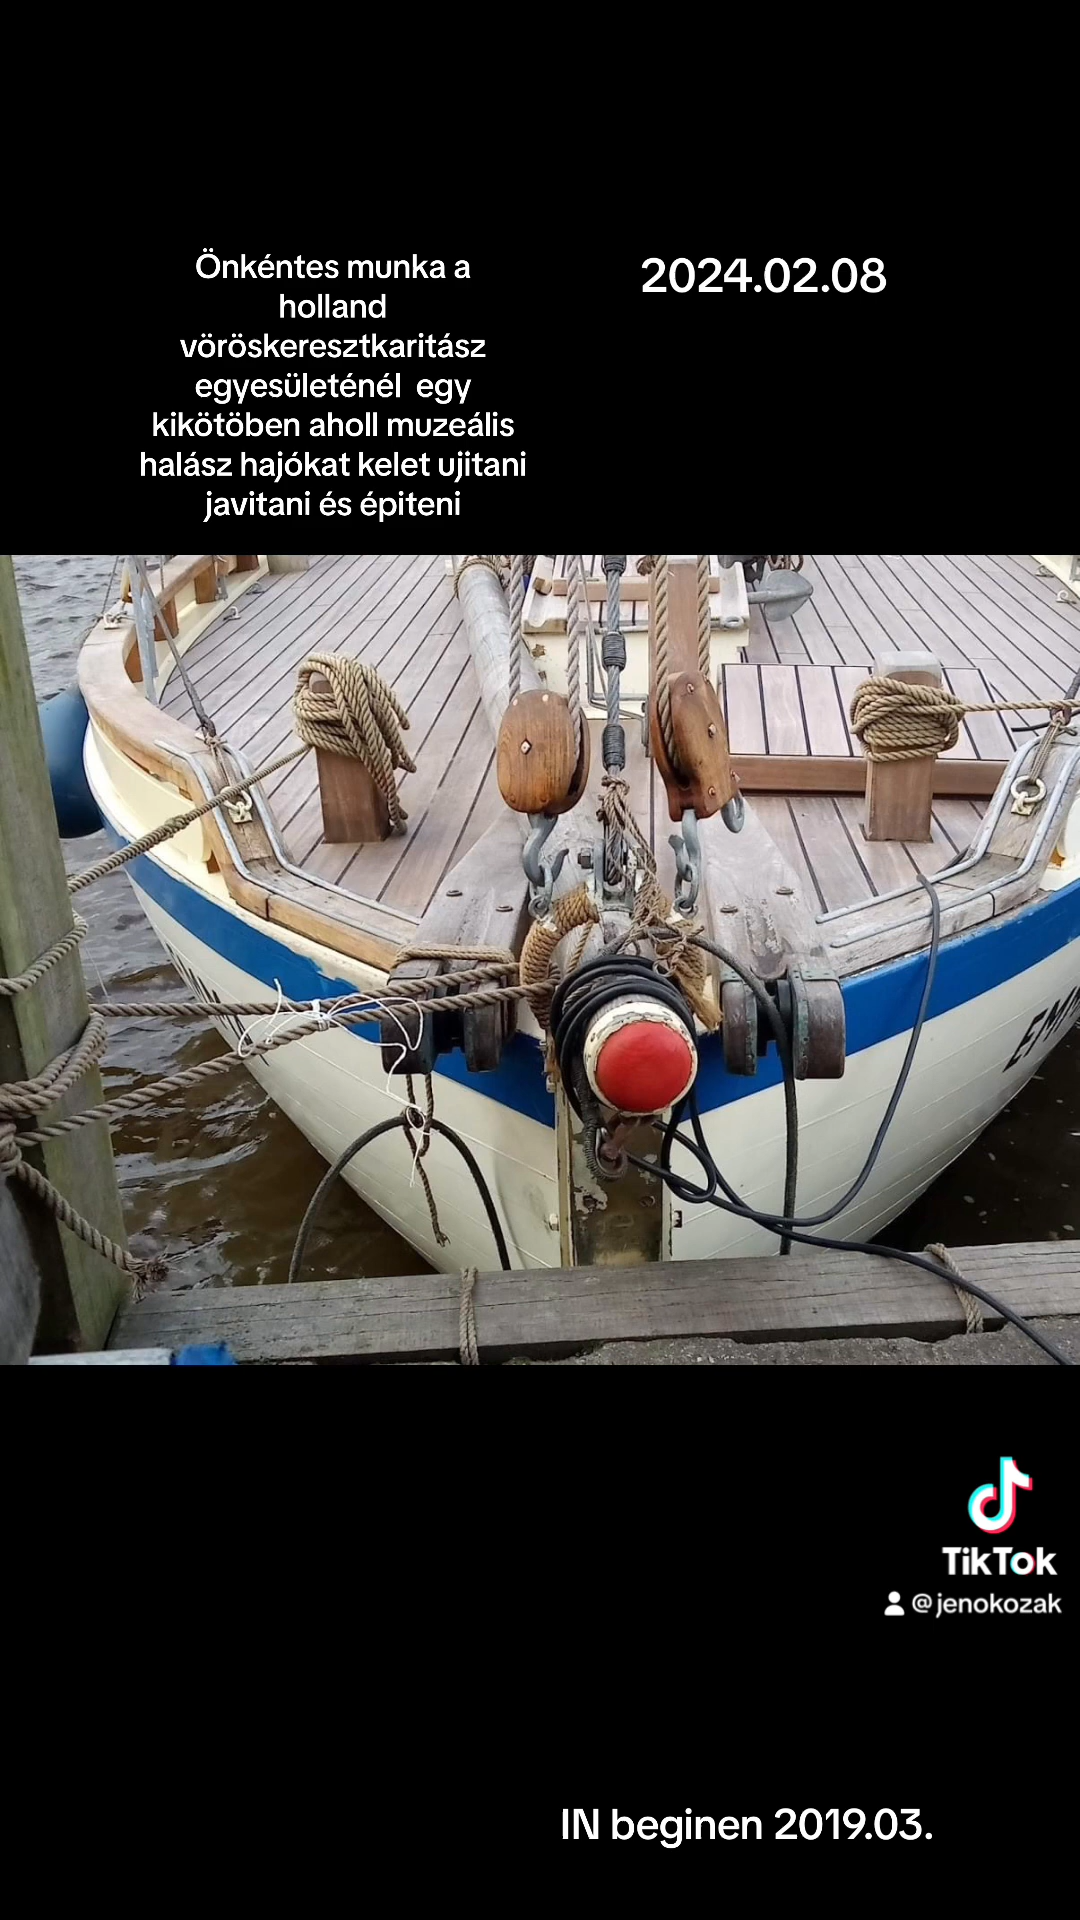 Önkéntes munka a
holland
vöröskeresztkaritász
egyesületénél  egy
kikötöben aholl muzeális
halász hajókat kelet ujitani
javitani és épiteni
2024.02.08
TikTok
@jenokozak
IN beginen 2019.03.